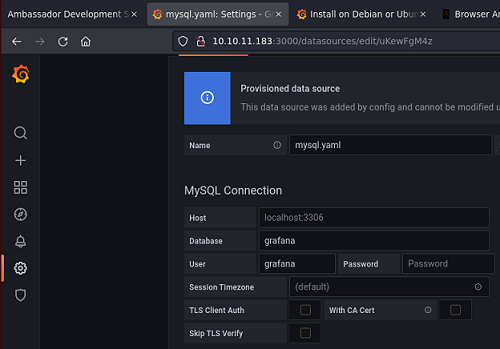 Ambassador Development S
mysql.yaml: Settings - G
Install on Debian or Ubu
Browser An
10.10.11.183:3000/datasources/edit/uKewFgM4z
Provisioned data source
This data source was added by config and cannot be modified u
Name
mysql.yaml
MySQL Connection
Host
localhost:3306
Database
grafana
User
grafana
Password
Password
Session Timezone
(default)
TLS Client Auth
With CA Cert
Skip TLS Verify